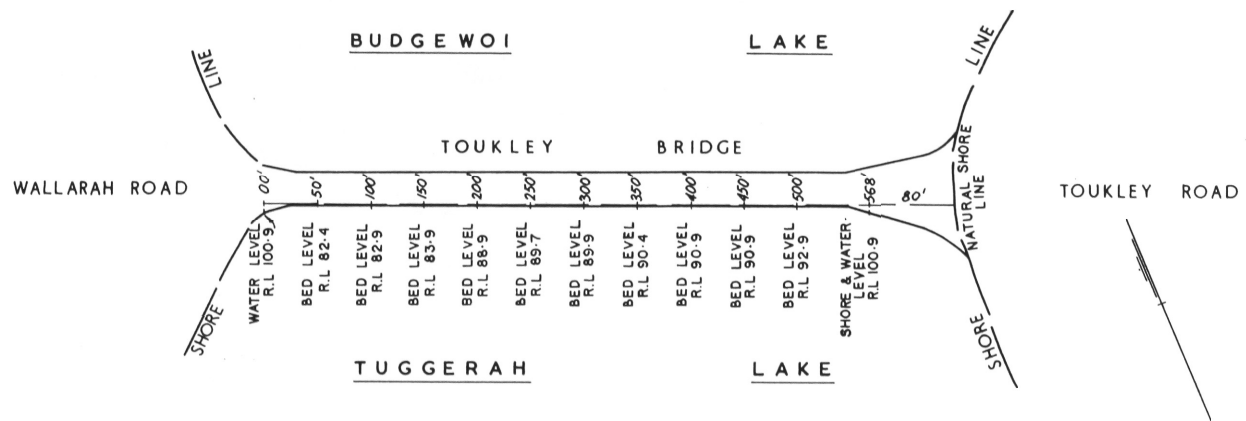 BUDGEWOI LAKE
LINE
LINE
TOUKLEY BRIDGE
WALLARAH ROAD
TOUKLEY ROAD
00' 50' 100' 150' 200' 250' 300' 350' 400' 450' 500' 568' 80'
NATURAL SHORE
LINE
WATER LEVEL
R.L 100.9
BED LEVEL
R.L 82.4
BED LEVEL
R.L 82.9
BED LEVEL
R.L 83.9
BED LEVEL
R.L 88.9
BED LEVEL
R.L 89.7
BED LEVEL
R.L 89.9
BED LEVEL
R.L 90.4
BED LEVEL
R.L 90.9
BED LEVEL
R.L 90.9
BED LEVEL
R.L 92.9
SHORE & WATER
LEVEL
R.L 100.9
SHORE
SHORE
TUGGERAH LAKE